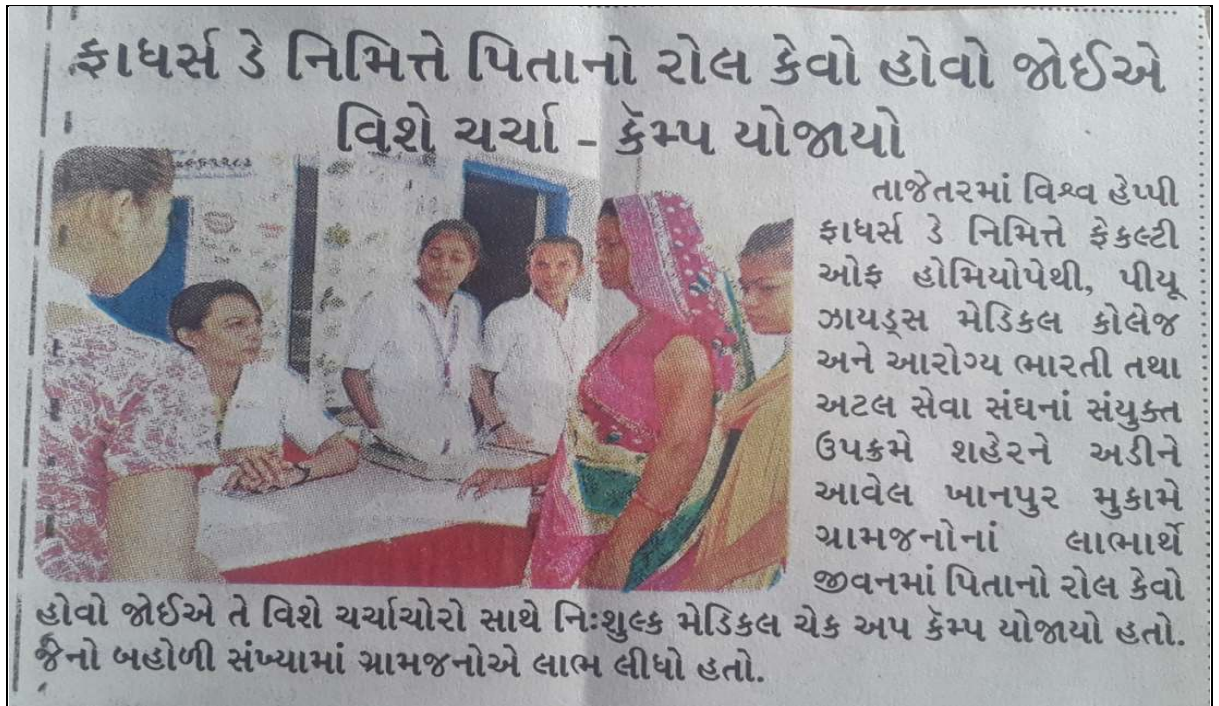 ફાધર્સ ડે નિમિત્તે પિતાનો રોલ કેવો હોવો જોઈએ
વિશે ચર્ચા - કૅમ્પ યોજાયો
તાજેતરમાં વિશ્વ હેપ્પી
ફાધર્સ ડે નિમિત્તે ફેકલ્ટી
ઓફ હોમિયોપેથી, પીયૂ
ઝાયડ્સ મેડિકલ કોલેજ
અને આરોગ્ય ભારતી તથા
અટલ સેવા સંઘનાં સંયુક્ત
ઉપક્રમે શહેરને અડીને
આવેલ ખાનપુર મુકામે
ગ્રામજનોનાં લાભાર્થે
જીવનમાં પિતાનો રોલ કેવો
હોવો જોઈએ તે વિશે ચર્ચાચોરો સાથે નિઃશુલ્ક મેડિકલ ચેક અપ કૅમ્પ યોજાયો હતો.
જેનો બહોળી સંખ્યામાં ગ્રામજનોએ લાભ લીધો હતો.